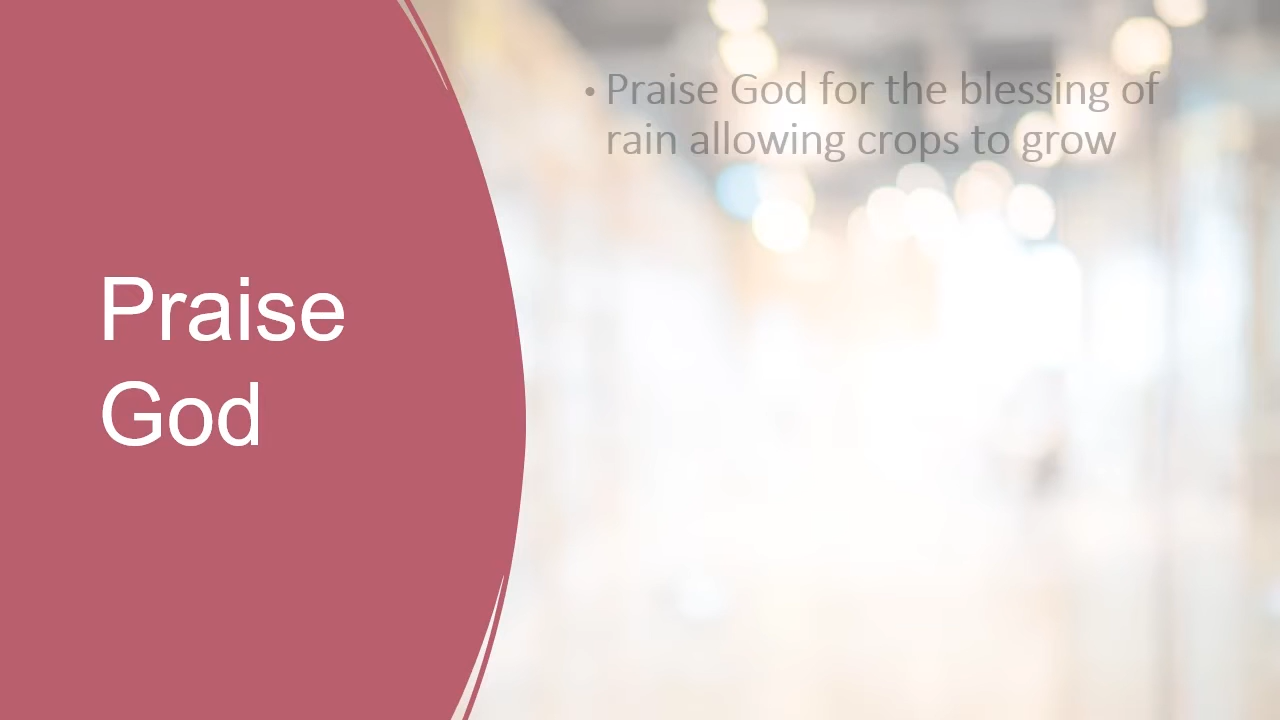 Praise
God
• Praise God for the blessing of
rain allowing crops to grow